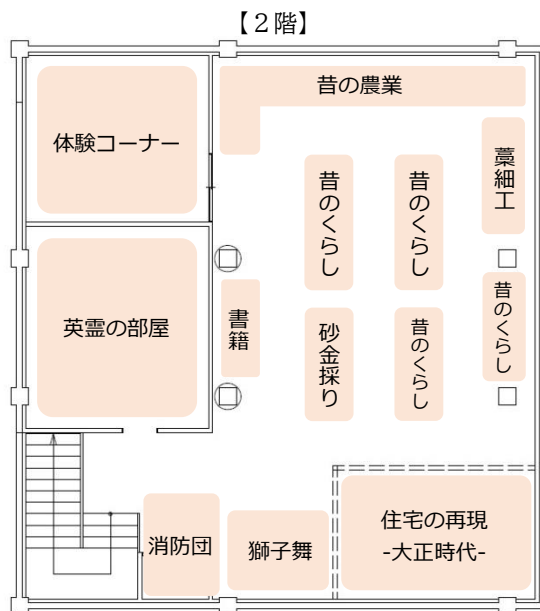 【２階】
昔の農業
体験コーナー
藁細工
昔のくらし
昔のくらし
英霊の部屋
書籍
昔のくらし
砂金採り
昔のくらし
消防団
獅子舞
住宅の再現
-大正時代-